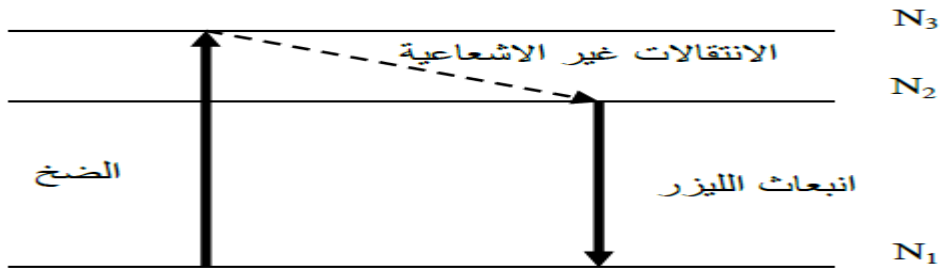 N₃
الانتقالات غير الاشعاعية
N₂
الضخ
انبعاث الليزر
N₁